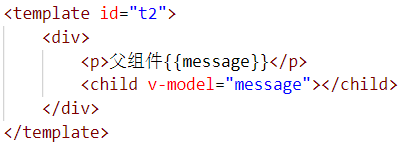 <template id="t2">
    <div>
        <p>父组件{{message}}</p>
        <child v-model="message"></child>
    </div>
</template>